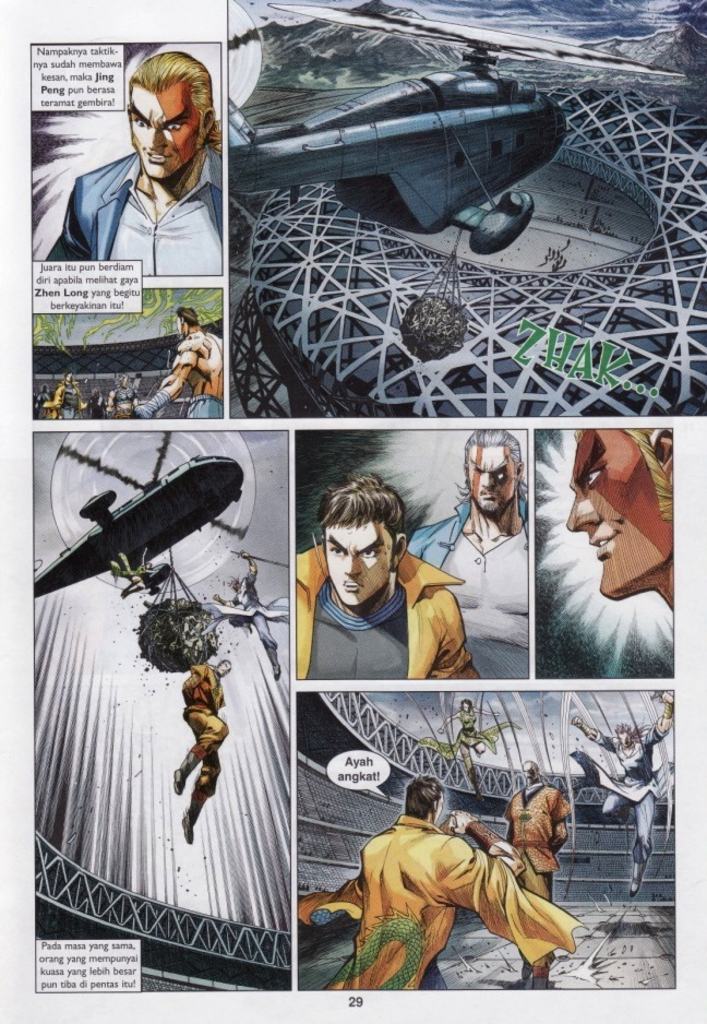 Nampaknya taktik-
nya sudah membawa
kesan, maka Jing
Peng pun berasa
teramat gembira!
Juara itu pun berdiam
diri apabila melihat gaya
Zhen Long yang begitu
berkeyakinan itu!
ZHAK...
Ayah
angkat!
Pada masa yang sama,
orang yang mempunyai
kuasa yang lebih besar
pun tiba di pentas itu!
29